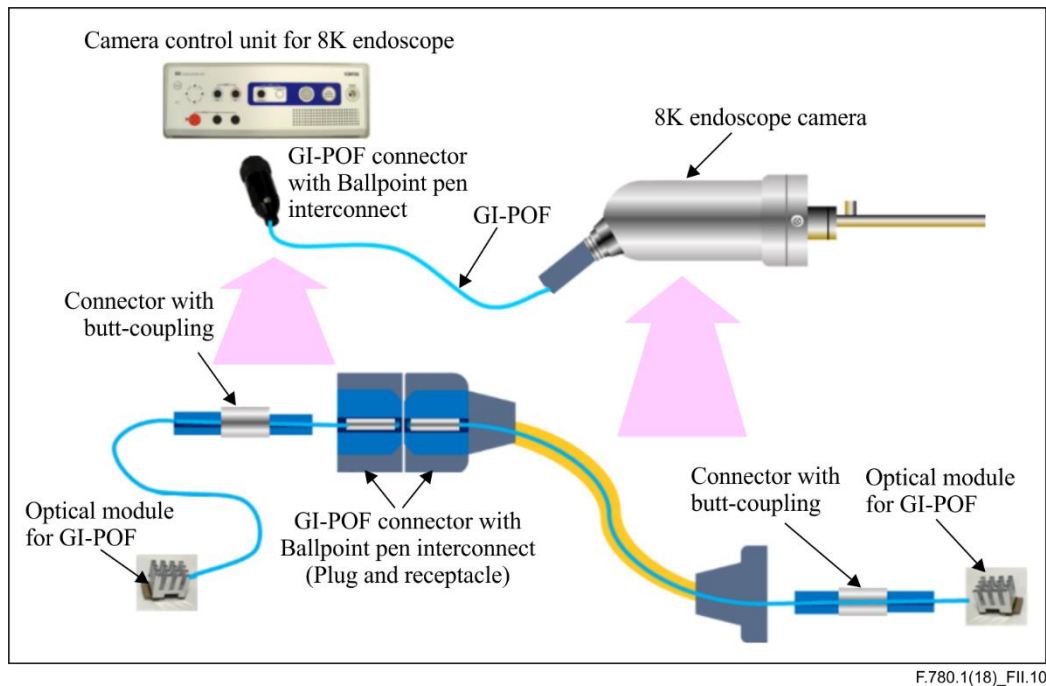 Camera control unit for 8K endoscope
8K endoscope camera
GI-POF connector
with Ballpoint pen
interconnect
GI-POF
Connector with
butt-coupling
Connector with
butt-coupling
Optical module
for GI-POF
Optical module
for GI-POF
GI-POF connector with
Ballpoint pen interconnect
(Plug and receptacle)
F.780.1(18)_FII.10